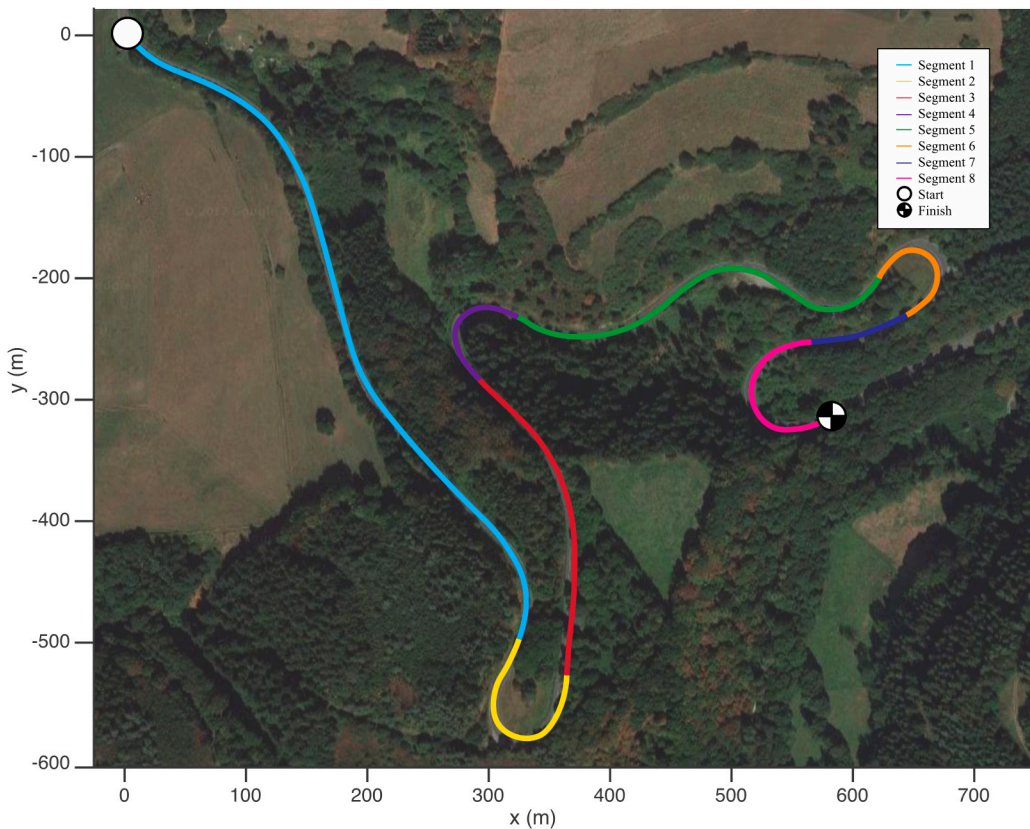 0
-100
-200
-300
-400
-500
-600
y (m)
0 100 200 300 400 500 600 700
x (m)
Segment 1
Segment 2
Segment 3
Segment 4
Segment 5
Segment 6
Segment 7
Segment 8
Start
Finish